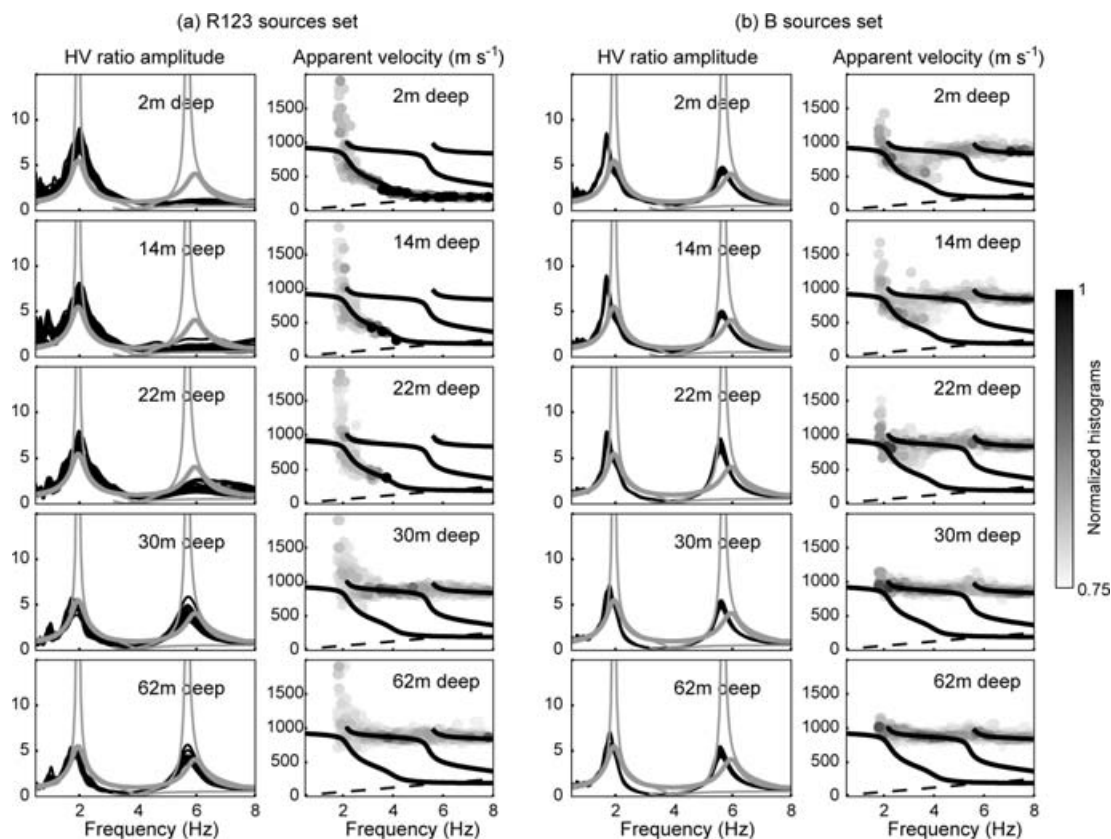 (a) R123 sources set
(b) B sources set
HV ratio amplitude
Apparent velocity (m s⁻¹)
HV ratio amplitude
Apparent velocity (m s⁻¹)
10
5
0
2m deep
1500
1000
500
0
2m deep
10
5
0
2m deep
1500
1000
500
0
2m deep
10
5
0
14m deep
1500
1000
500
0
14m deep
10
5
0
14m deep
1500
1000
500
0
14m deep
10
5
0
22m deep
1500
1000
500
0
22m deep
10
5
0
22m deep
1500
1000
500
0
22m deep
10
5
0
30m deep
1500
1000
500
0
30m deep
10
5
0
30m deep
1500
1000
500
0
30m deep
10
5
0
62m deep
1500
1000
500
0
62m deep
10
5
0
62m deep
1500
1000
500
0
62m deep
2 4 6 8
2 4 6 8
2 4 6 8
2 4 6 8
Frequency (Hz)
Frequency (Hz)
Frequency (Hz)
Frequency (Hz)
1
0.75
Normalized histograms